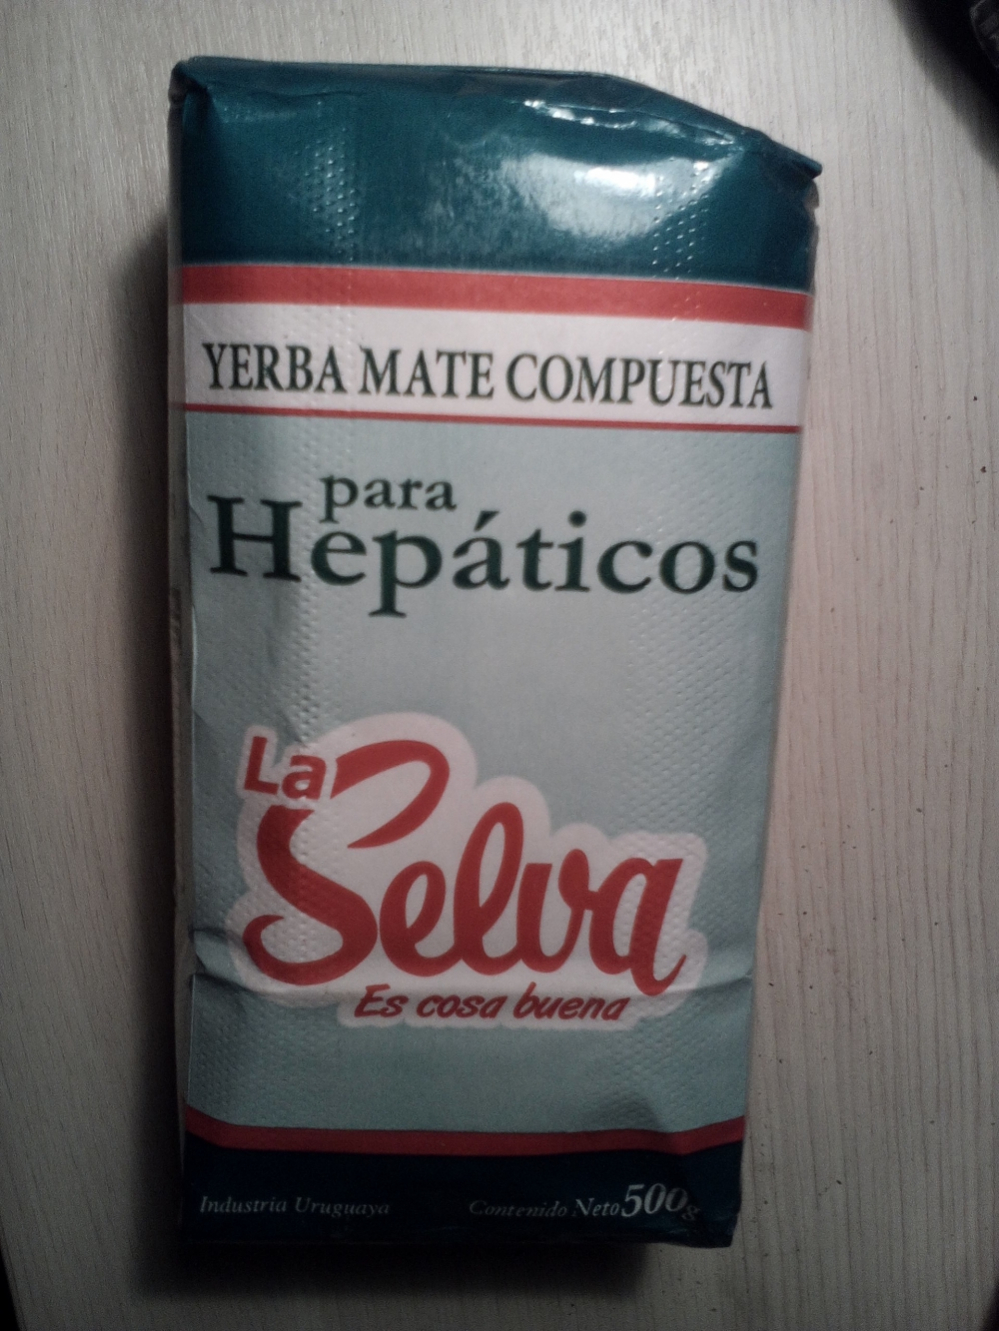 YERBA MATE COMPUESTA
para
Hepáticos
La
Selva
Es cosa buena
Industria Uruguaya Contenido Neto 500g